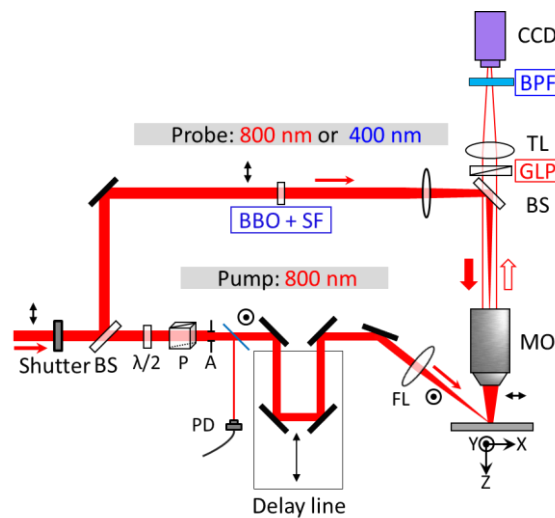 CCD
BPF
Probe: 800 nm or 400 nm
TL
GLP
BS
BBO + SF
Pump: 800 nm
MO
Shutter BS λ/2 P A
FL
PD
Y X
Z
Delay line